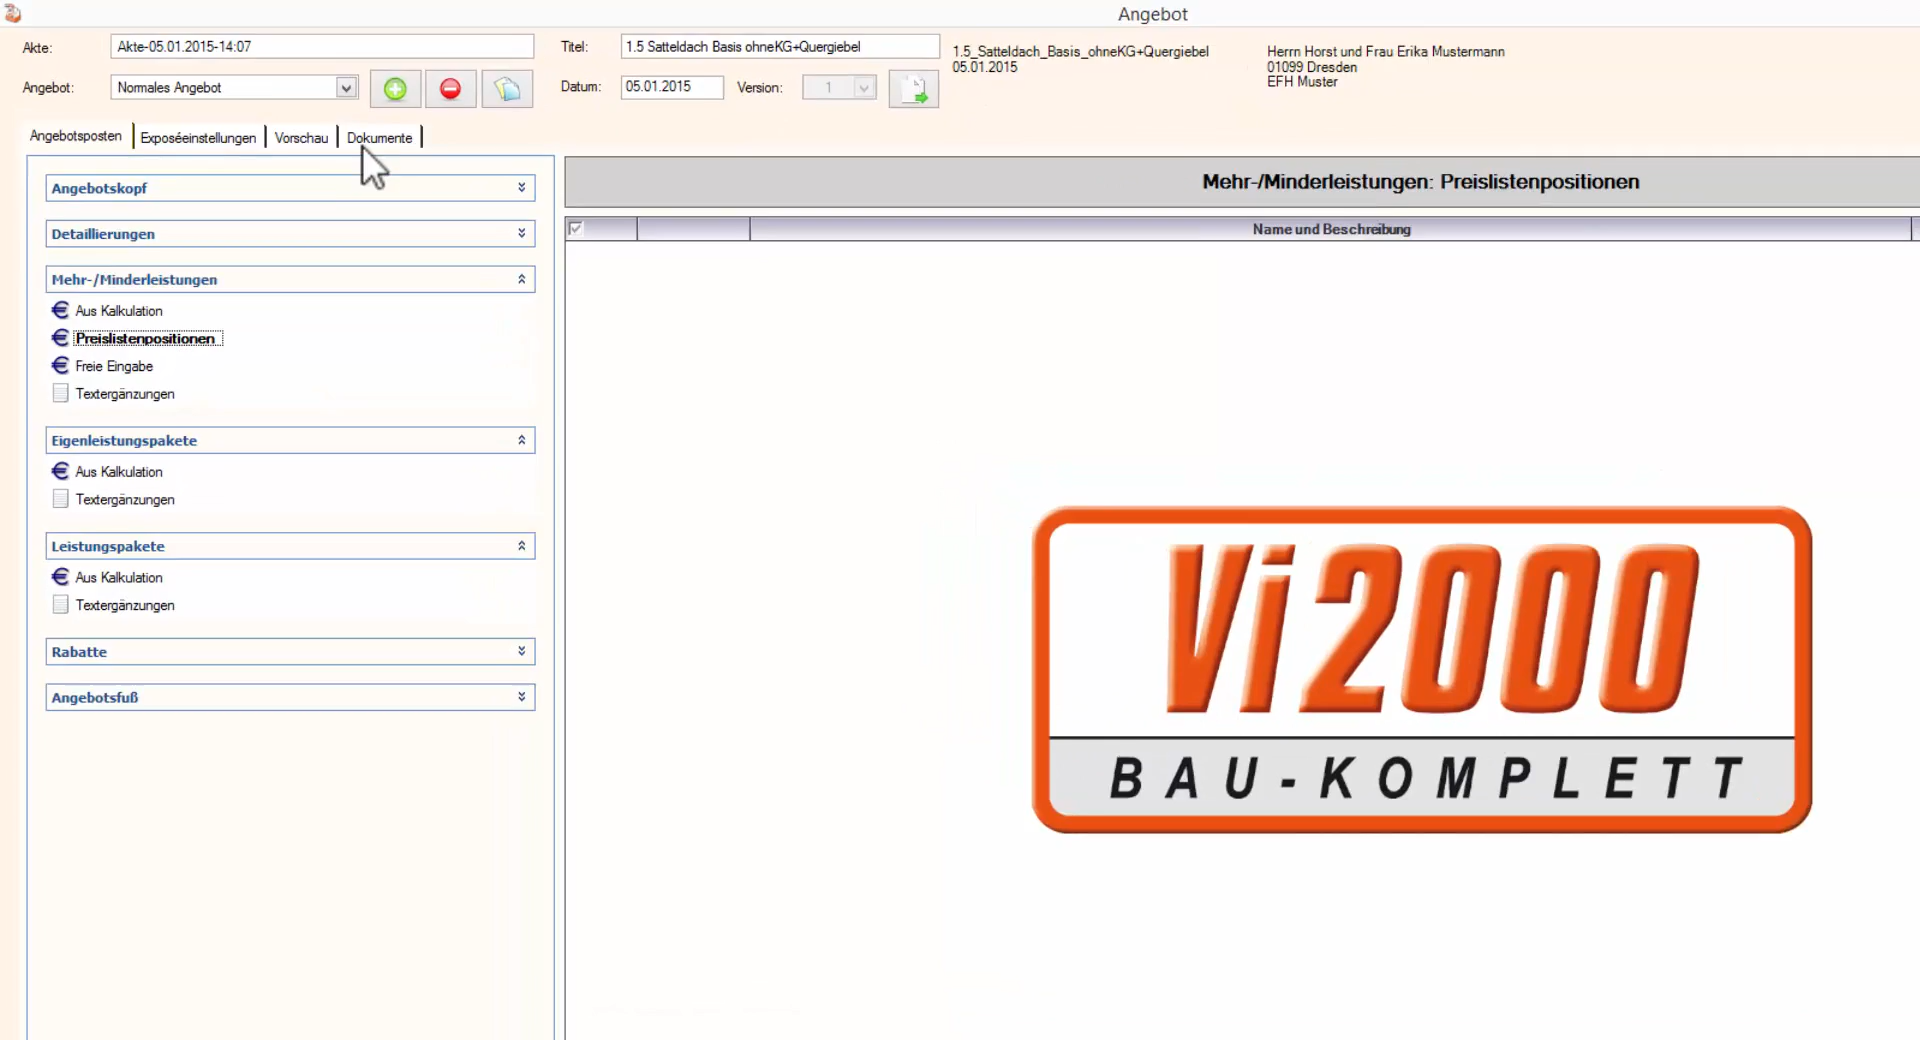 Angebot
Akte:
Akte-05.01.2015-14:07
Titel:
1.5 Satteldach Basis ohneKG+Quergiebel
1.5_Satteldach_Basis_ohneKG+Quergiebel
05.01.2015
Herrn Horst und Frau Erika Mustermann
01099 Dresden
EFH Muster
Angebot:
Normales Angebot
Datum:
05.01.2015
Version:
1
Angebotsposten
Exposéeinstellungen
Vorschau
Dokumente
Angebotskopf
Detaillierungen
Mehr-/Minderleistungen
€ Aus Kalkulation
€ Preislistenpositionen
€ Freie Eingabe
Textergänzungen
Eigenleistungspakete
€ Aus Kalkulation
Textergänzungen
Leistungspakete
€ Aus Kalkulation
Textergänzungen
Rabatte
Angebotsfuß
Mehr-/Minderleistungen: Preislistenpositionen
Name und Beschreibung
Vi2000
BAU-KOMPLETT